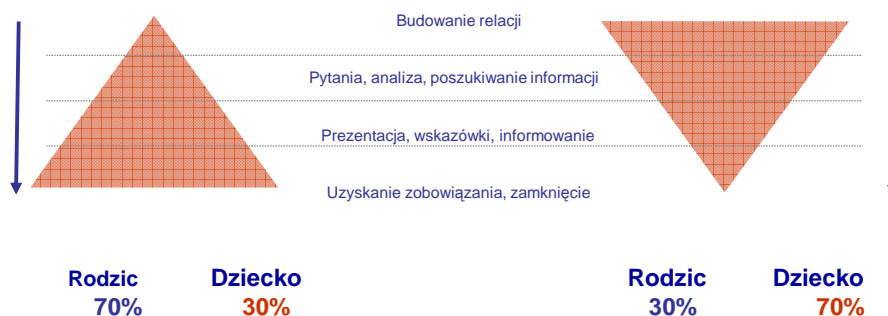 Budowanie relacji
Pytania, analiza, poszukiwanie informacji
Prezentacja, wskazówki, informowanie
Uzyskanie zobowiązania, zamknięcie
Rodzic Dziecko
70% 30%
Rodzic Dziecko
30% 70%